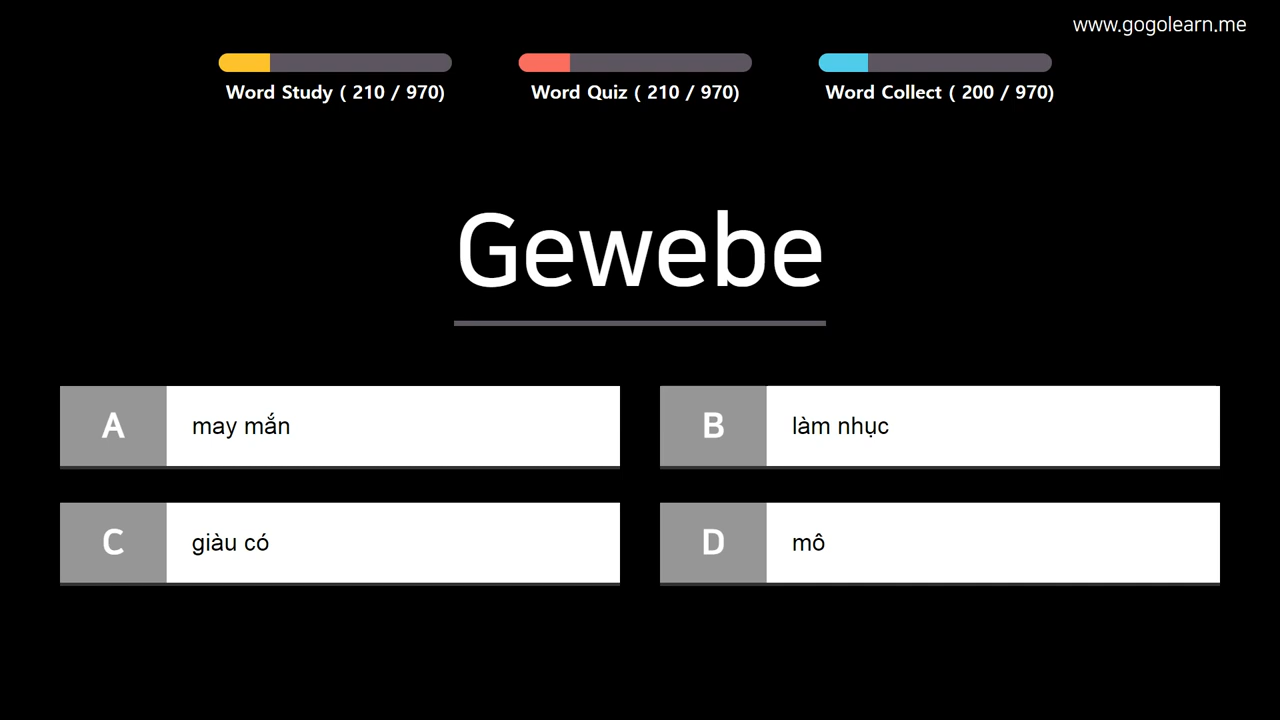 www.gogolearn.me
Word Study ( 210 / 970)
Word Quiz ( 210 / 970)
Word Collect ( 200 / 970)
Gewebe
A
may mắn
B
làm nhục
C
giàu có
D
mô